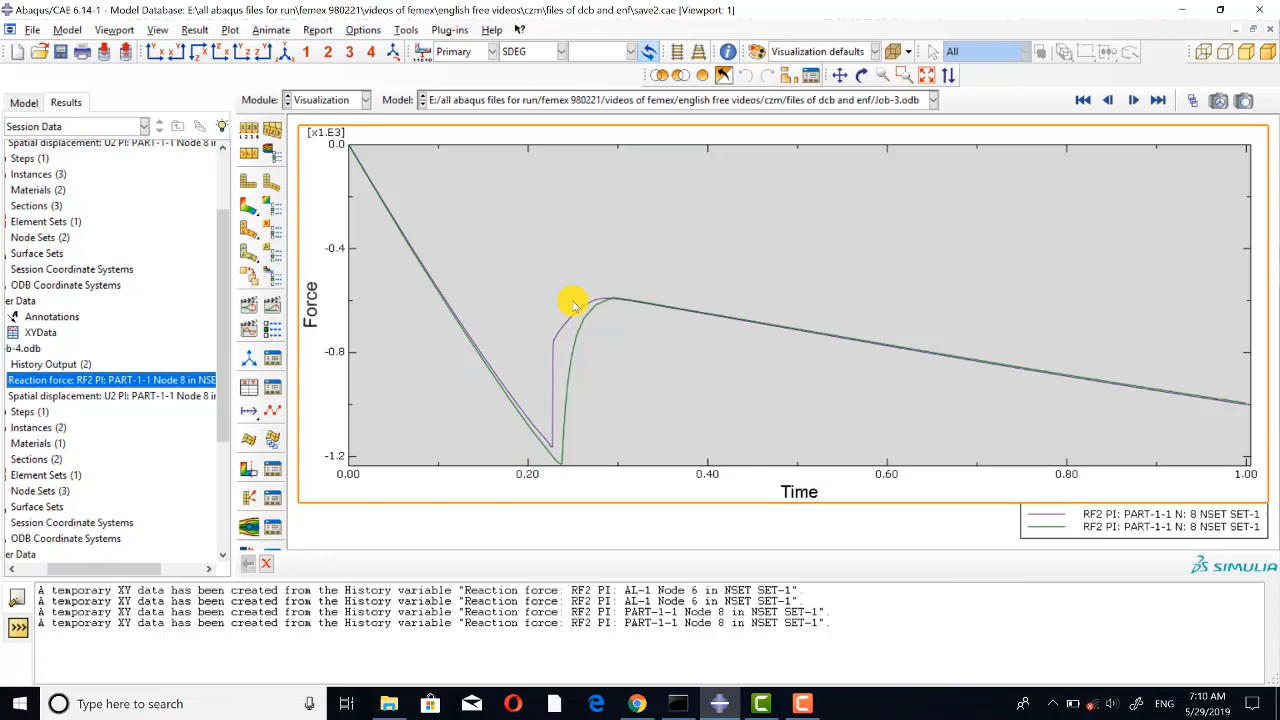 Abaqus/CAE 6.14-1 - Model Database: E:\all abaqus files for run\femex 980221\videos of femex\english free videos\czm\files of dcb and enf\save2.cae [Viewport: 1]
File Model Viewport View Result Plot Animate Report Options Tools Plug-ins Help
1 2 3 4 Primary SDEG Visualization defaults All
Model Results Module: Visualization Model: E:/all abaqus files for run/femex 980221/videos of femex/english free videos/czm/files of dcb and enf/Job-3.odb
Session Data
Spatial displacement: U2 PI: PART-1-1 Node 8 in
Steps (1)
Instances (3)
Materials (2)
Sections (3)
Element Sets (1)
Node Sets (2)
Surface Sets
Session Coordinate Systems
ODB Coordinate Systems
er Data
Annotations
XYData
b-4.odb
History Output (2)
Reaction force: RF2 PI: PART-1-1 Node 8 in NSE
Spatial displacement: U2 PI: PART-1-1 Node 8 in
Steps (1)
Instances (2)
Materials (1)
Sections (2)
Element Sets (1)
Node Sets (3)
Surface Sets
Session Coordinate Systems
ODB Coordinate Systems
er Data
[x1.E3]
0.0
-0.4
-0.8
-1.2
Force
0.00 0.20 0.40 0.60 0.80 1.00
Time
RF2 PI: PART-1-1 N: 8 NSET SET-1
RF2 PI: PART-1-1 N: 8 NSET SET-1
SIMULIA
A temporary XY data has been created from the History variable "Reaction force: RF2 PI: AL-1 Node 6 in NSET SET-1".
A temporary XY data has been created from the History variable "Reaction force: RF2 PI: AL-1 Node 6 in NSET SET-1".
A temporary XY data has been created from the History variable "Reaction force: RF2 PI: PART-1-1 Node 8 in NSET SET-1".
A temporary XY data has been created from the History variable "Reaction force: RF2 PI: PART-1-1 Node 8 in NSET SET-1".
>>>
Type here to search
ENG
7:10 AM
5/29/2019